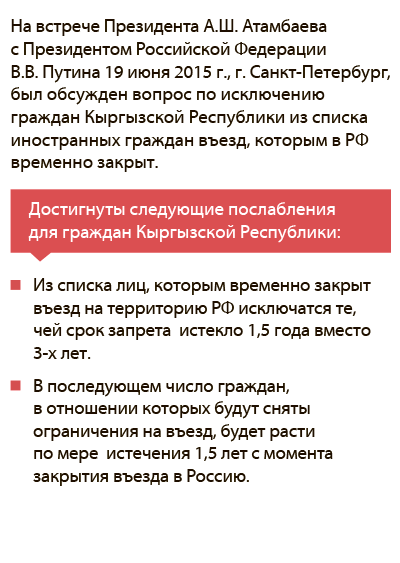 На встрече Президента А.Ш. Атамбаева
с Президентом Российской Федерации
В.В. Путина 19 июня 2015 г., г. Санкт-Петербург,
был обсужден вопрос по исключению
граждан Кыргызской Республики из списка
иностранных граждан въезд, которым в РФ
временно закрыт.
Достигнуты следующие послабления
для граждан Кыргызской Республики:
Из списка лиц, которым временно закрыт
въезд на территорию РФ исключатся те,
чей срок запрета истекло 1,5 года вместо
3-х лет.
В последующем число граждан,
в отношении которых будут сняты
ограничения на въезд, будет расти
по мере истечения 1,5 лет с момента
закрытия въезда в Россию.